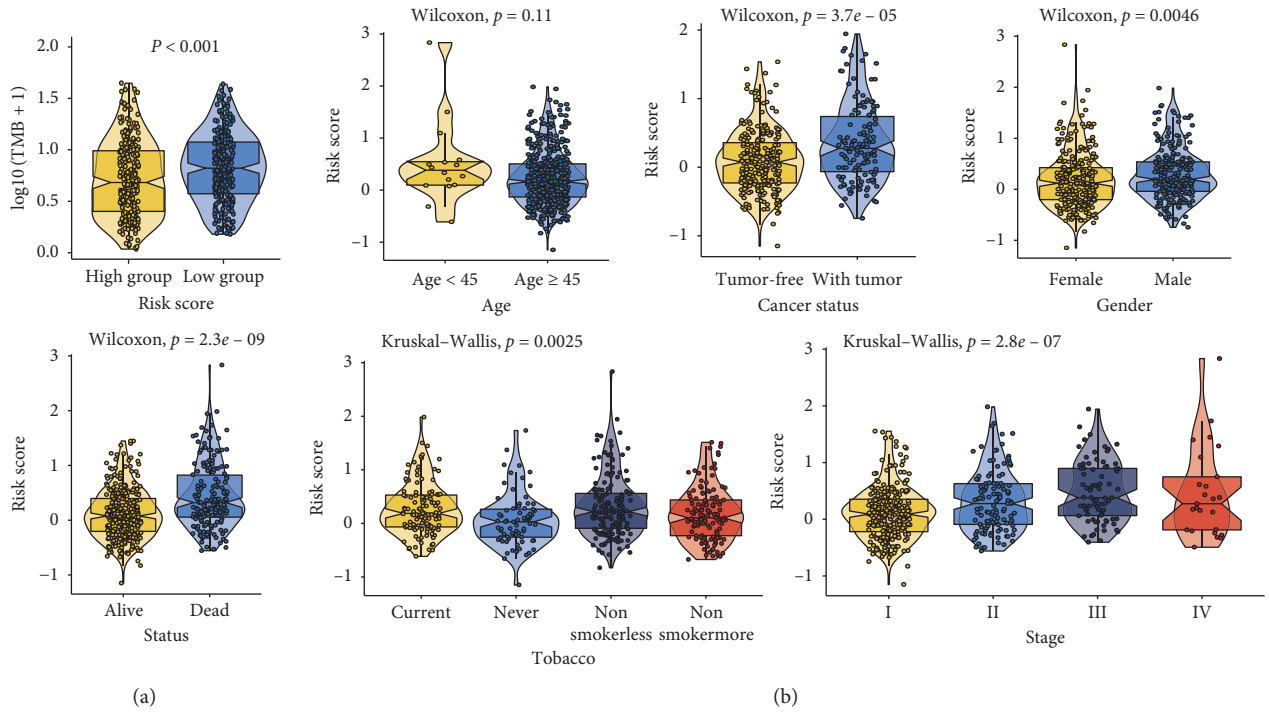 P < 0.001
log10 (TMB + 1)
2.0
1.5
1.0
0.5
0.0
High group Low group
Risk score
Wilcoxon, p = 0.11
Risk score
3
2
1
0
−1
Age < 45 Age ≥ 45
Age
Wilcoxon, p = 3.7e − 05
Risk score
2
1
0
−1
Tumor-free With tumor
Cancer status
Wilcoxon, p = 0.0046
Risk score
3
2
1
0
−1
Female Male
Gender
Wilcoxon, p = 2.3e − 09
Risk score
3
2
1
0
−1
Alive Dead
Status
Kruskal–Wallis, p = 0.0025
Risk score
3
2
1
0
−1
Current Never Non Non
smokerless smokermore
Tobacco
Kruskal–Wallis, p = 2.8e − 07
Risk score
3
2
1
0
−1
I II III IV
Stage
(a) (b)